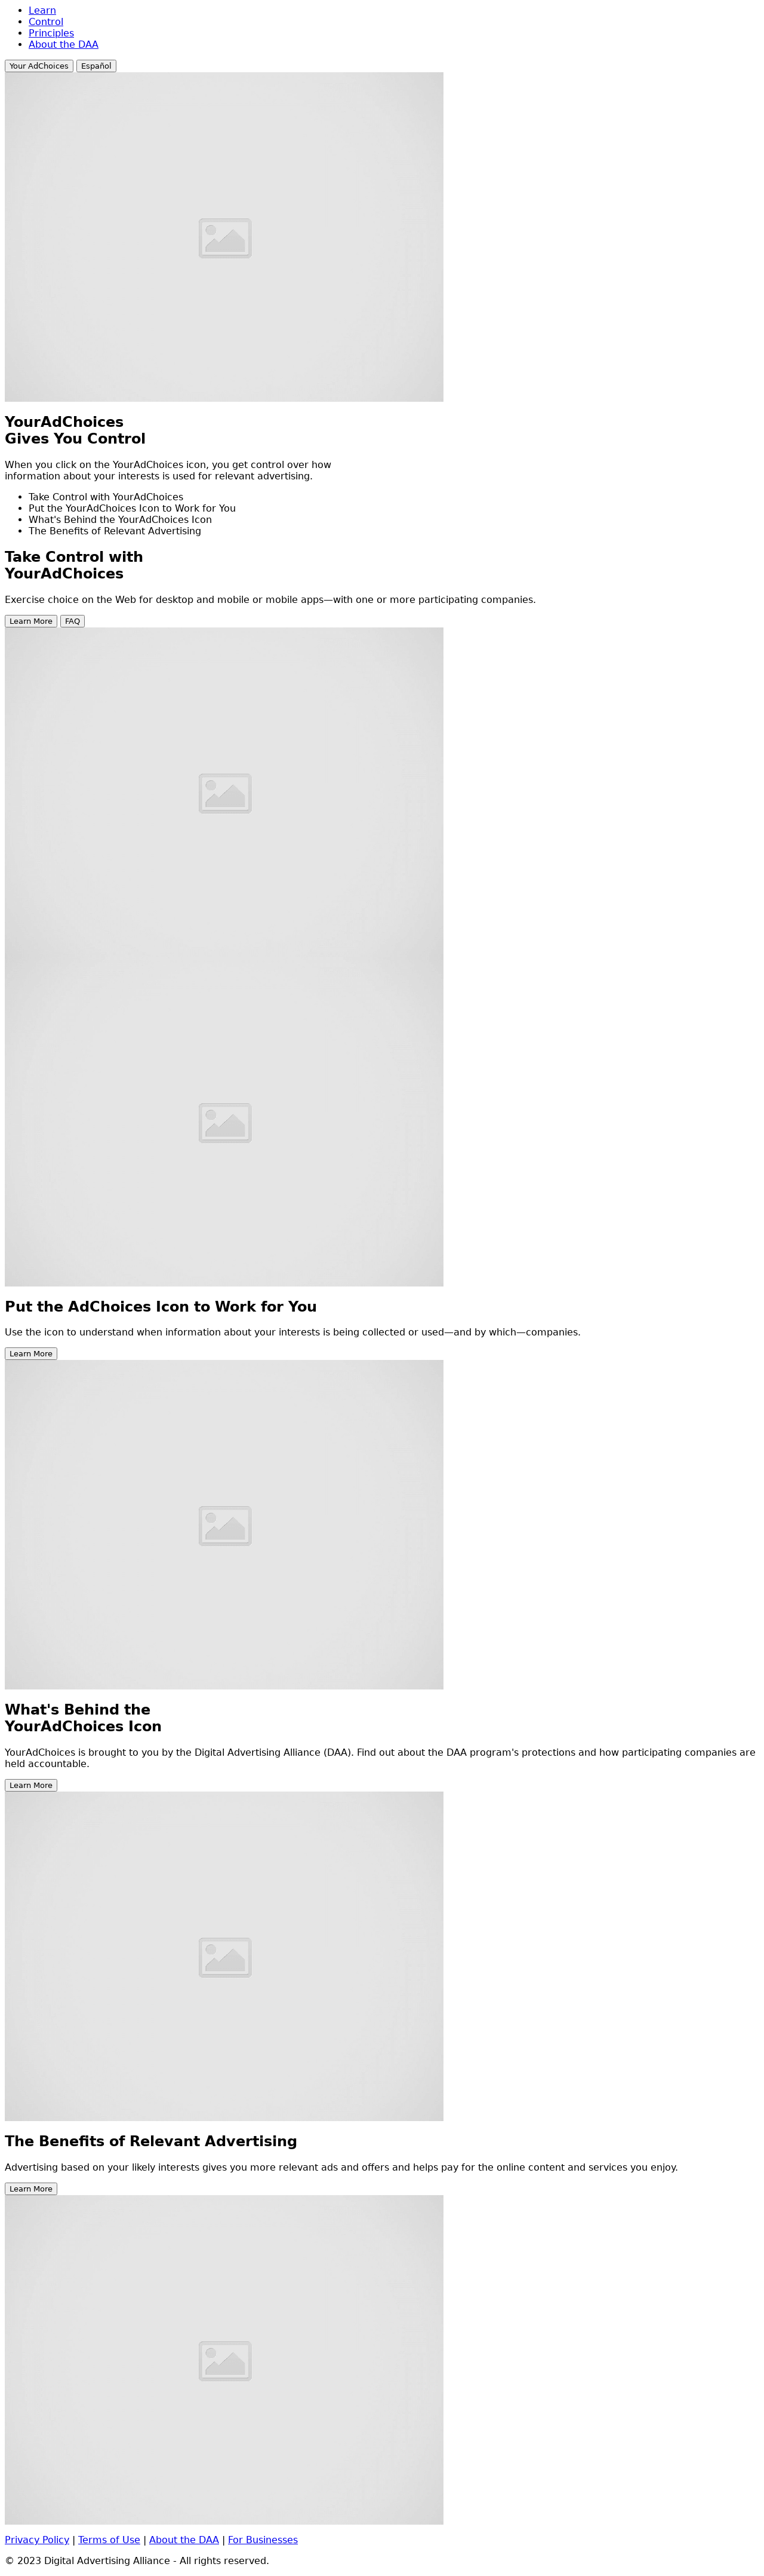 Learn
Control
Principles
About the DAA
Your AdChoices Español
YourAdChoices
Gives You Control
When you click on the YourAdChoices icon, you get control over how
information about your interests is used for relevant advertising.
Take Control with YourAdChoices
Put the YourAdChoices Icon to Work for You
What's Behind the YourAdChoices Icon
The Benefits of Relevant Advertising
Take Control with
YourAdChoices
Exercise choice on the Web for desktop and mobile or mobile apps—with one or more participating companies.
Learn More FAQ
Put the AdChoices Icon to Work for You
Use the icon to understand when information about your interests is being collected or used—and by which—companies.
Learn More
What's Behind the
YourAdChoices Icon
YourAdChoices is brought to you by the Digital Advertising Alliance (DAA). Find out about the DAA program's protections and how participating companies are
held accountable.
Learn More
The Benefits of Relevant Advertising
Advertising based on your likely interests gives you more relevant ads and offers and helps pay for the online content and services you enjoy.
Learn More
Privacy Policy | Terms of Use | About the DAA | For Businesses
© 2023 Digital Advertising Alliance - All rights reserved.